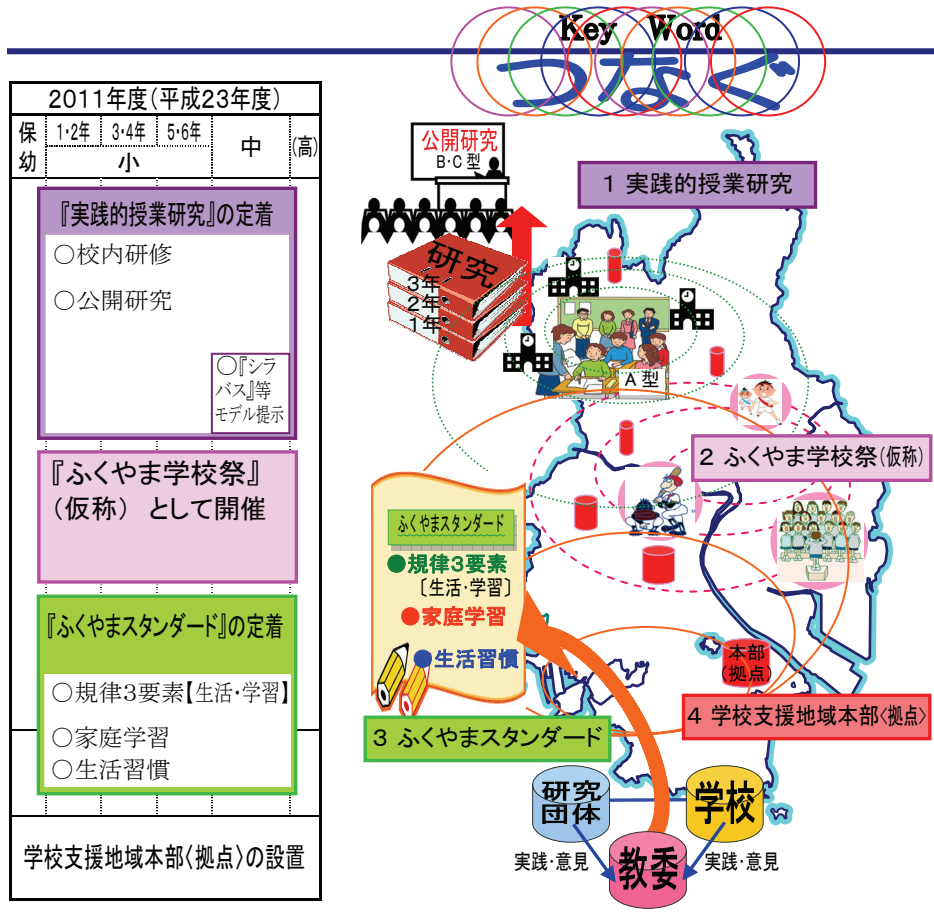 Key Word
つなぐ
2011年度(平成23年度)
保幼
1・2年 3・4年 5・6年
小
中
(高)
『実践的授業研究』の定着
○校内研修
○公開研究
○『シラ
バス』等
モデル提示
『ふくやま学校祭』
(仮称) として開催
『ふくやまスタンダード』の定着
○規律3要素【生活・学習】
○家庭学習
○生活習慣
学校支援地域本部〈拠点〉の設置
公開研究
B・C型
研究
3年
2年
1年
1 実践的授業研究
A型
2 ふくやま学校祭(仮称)
ふくやまスタンダード
●規律3要素
〔生活・学習〕
●家庭学習
●生活習慣
本部
(拠点)
4 学校支援地域本部〈拠点〉
3 ふくやまスタンダード
研究
団体
学校
教委
実践・意見
実践・意見